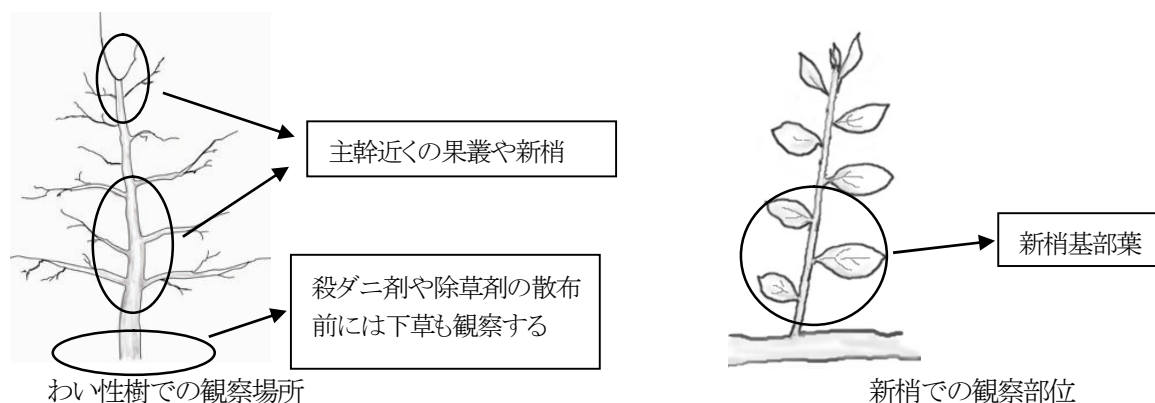 主幹近くの果叢や新梢
殺ダニ剤や除草剤の散布
前には下草も観察する
わい性樹での観察場所
新梢基部葉
新梢での観察部位